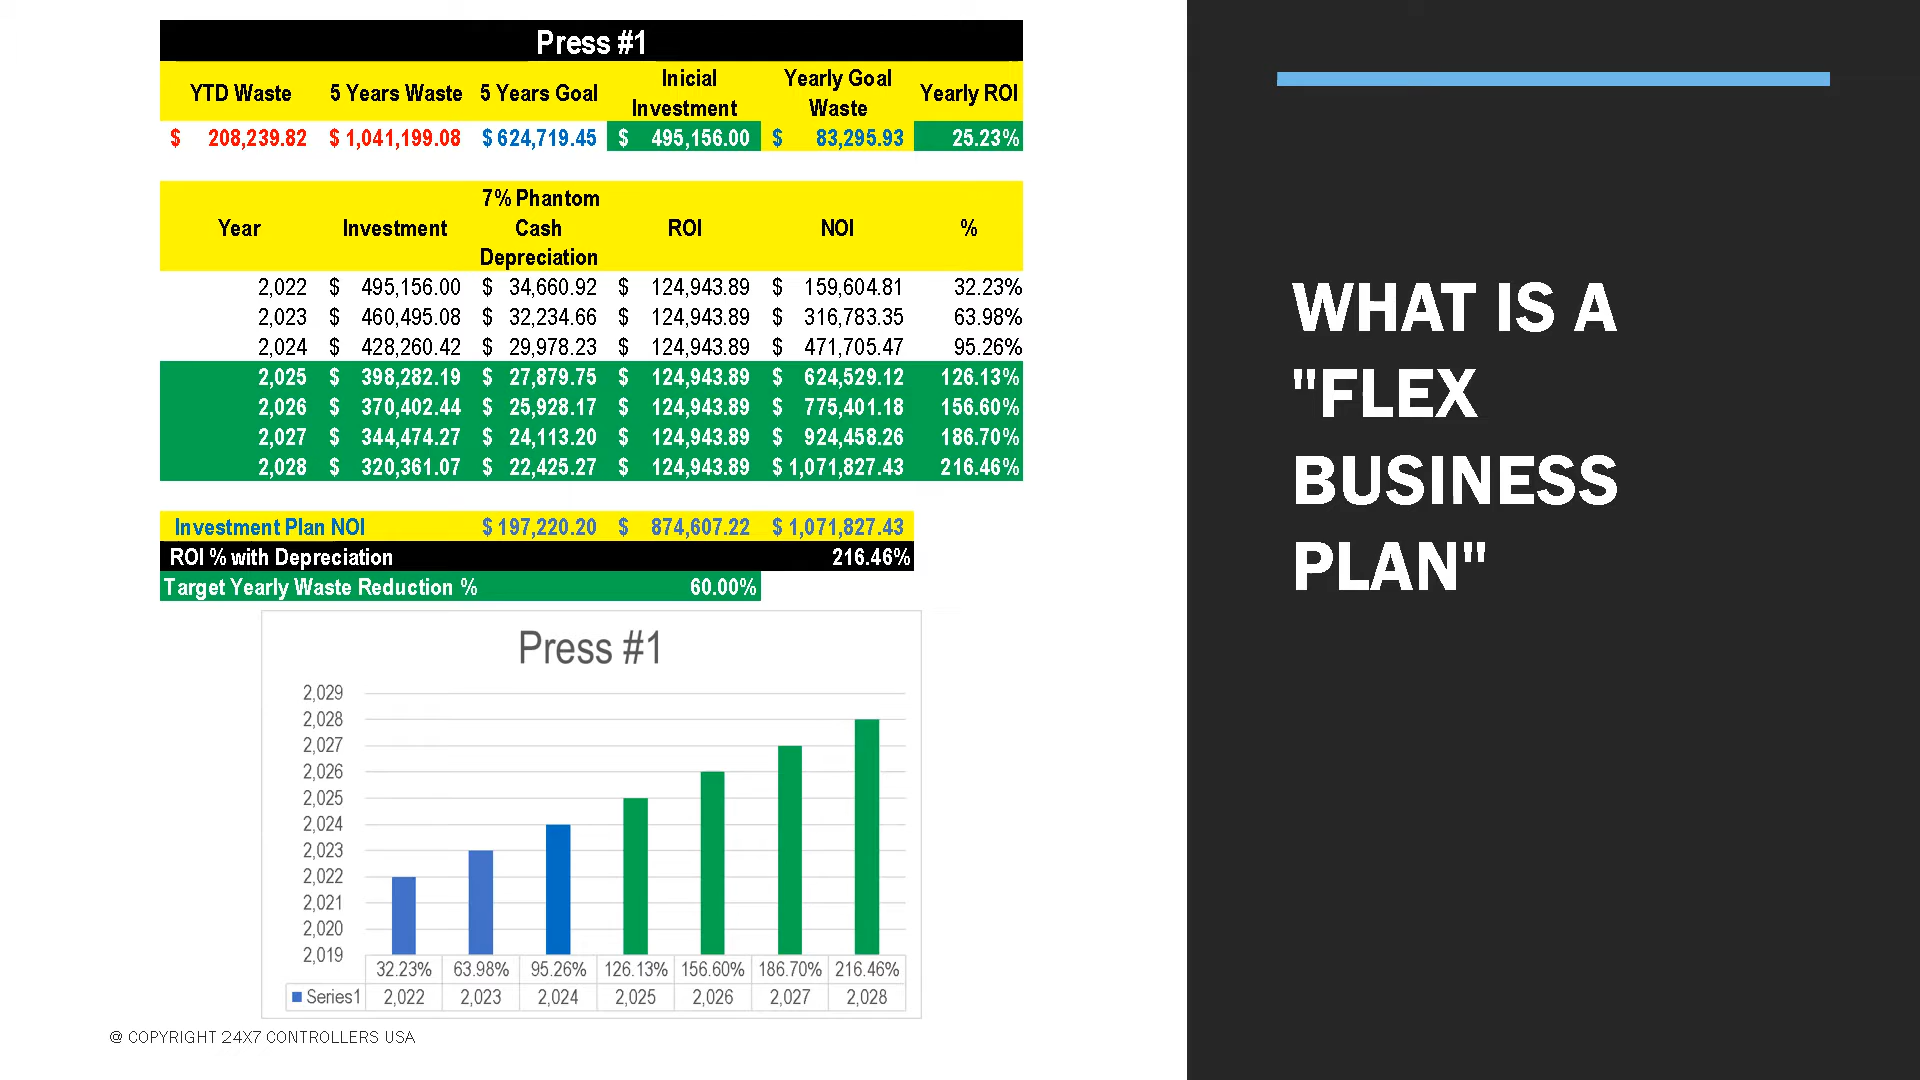 Press #1
YTD Waste 5 Years Waste 5 Years Goal Inicial Investment Yearly Goal Waste Yearly ROI
$ 208,239.82 $ 1,041,199.08 $ 624,719.45 $ 495,156.00 $ 83,295.93 25.23%
Year Investment 7% Phantom Cash Depreciation ROI NOI %
2,022 $ 495,156.00 $ 34,660.92 $ 124,943.89 $ 159,604.81 32.23%
2,023 $ 460,495.08 $ 32,234.66 $ 124,943.89 $ 316,783.35 63.98%
2,024 $ 428,260.42 $ 29,978.23 $ 124,943.89 $ 471,705.47 95.26%
2,025 $ 398,282.19 $ 27,879.75 $ 124,943.89 $ 624,529.12 126.13%
2,026 $ 370,402.44 $ 25,928.17 $ 124,943.89 $ 775,401.18 156.60%
2,027 $ 344,474.27 $ 24,113.20 $ 124,943.89 $ 924,458.26 186.70%
2,028 $ 320,361.07 $ 22,425.27 $ 124,943.89 $ 1,071,827.43 216.46%
Investment Plan NOI $ 197,220.20 $ 874,607.22 $ 1,071,827.43
ROI % with Depreciation 216.46%
Target Yearly Waste Reduction % 60.00%
Press #1
2,029
2,028
2,027
2,026
2,025
2,024
2,023
2,022
2,021
2,020
2,019
32.23% 63.98% 95.26% 126.13% 156.60% 186.70% 216.46%
Series1 2,022 2,023 2,024 2,025 2,026 2,027 2,028
@ COPYRIGHT 24X7 CONTROLLERS USA
WHAT IS A
"FLEX
BUSINESS
PLAN"